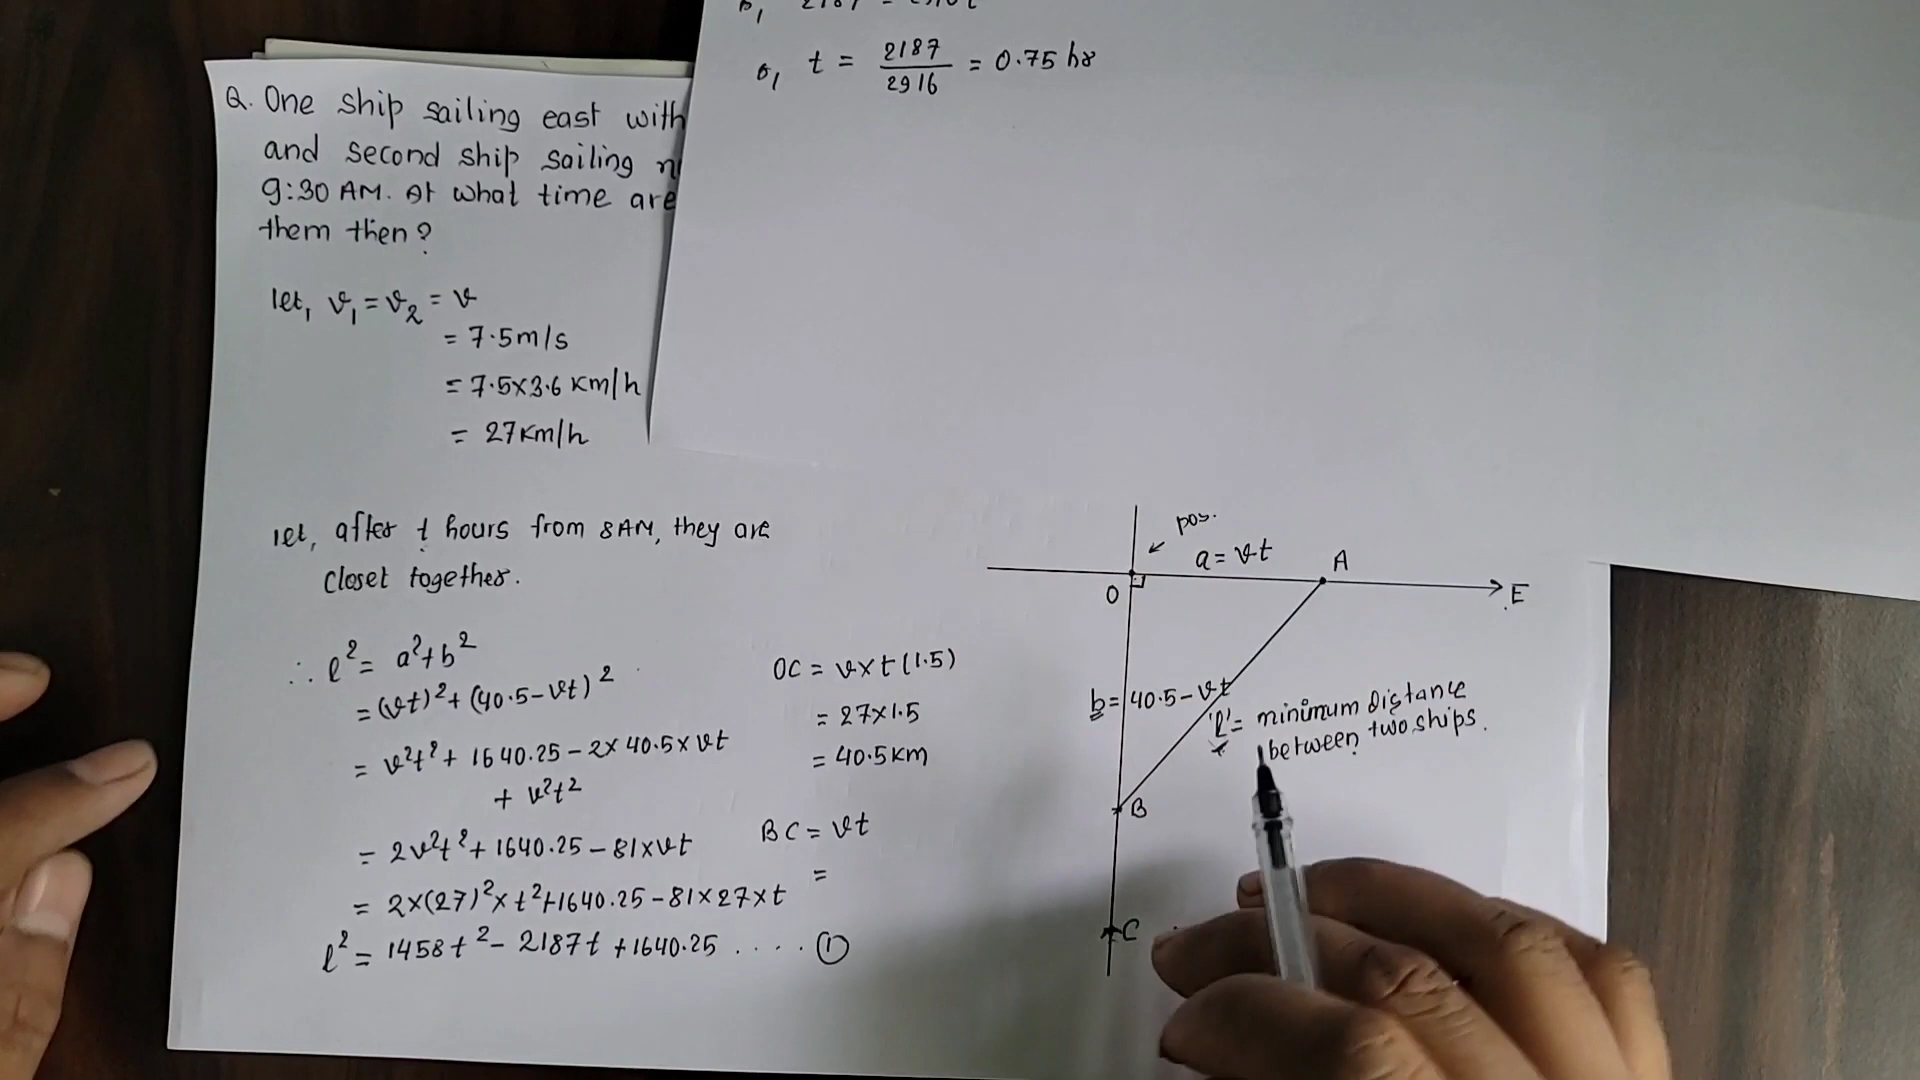 t = 2187/2916 = 0.75 hr
Q. One ship sailing east with
and second ship sailing
9:30 AM. At what time are
them then?
let, v₁ = v₂ = v
= 7.5m/s
= 7.5×3.6 Km/h
= 27Km/h
let, after t hours from 8AM, they are
closet together.
∴ l² = a²+b²
= (vt)²+(40.5-vt)²
= v²t²+ 1640.25 - 2×40.5×vt
+ v²t²
= 2v²t²+1640.25-81×vt
= 2×(27)²×t²+1640.25-81×27×t
l² = 1458t²- 2187t +1640.25 .... ①
OC = v×t(1.5)
= 27×1.5
= 40.5Km
BC = vt
=
pos.
a = vt
A
O
E
b = 40.5-vt
'l' = minimum distance
between two ships.
B
C